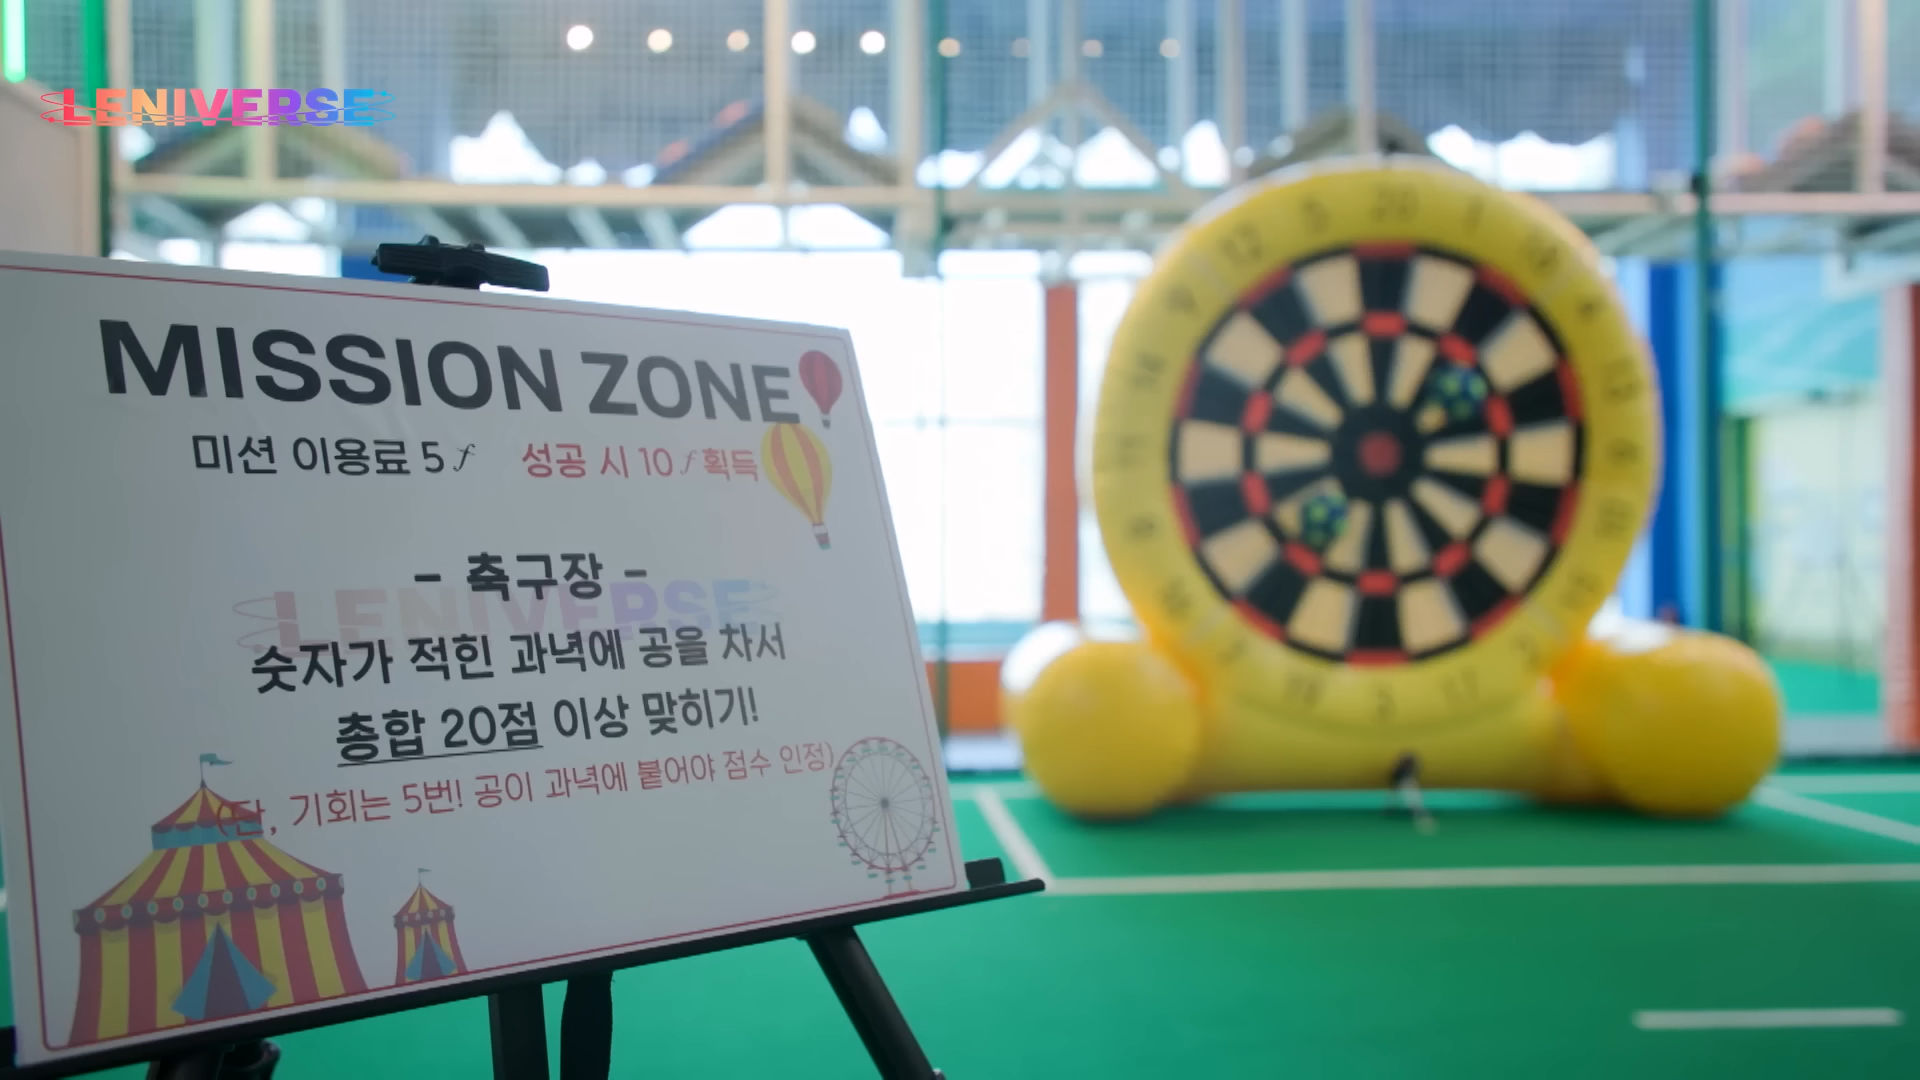 LENIVERSE
MISSION ZONE
미션 이용료 5 f 성공 시 10 f 획득
- 축구장 -
LENIVERSE
숫자가 적힌 과녁에 공을 차서
총합 20점 이상 맞히기!
(단, 기회는 5번! 공이 과녁에 붙어야 점수 인정)